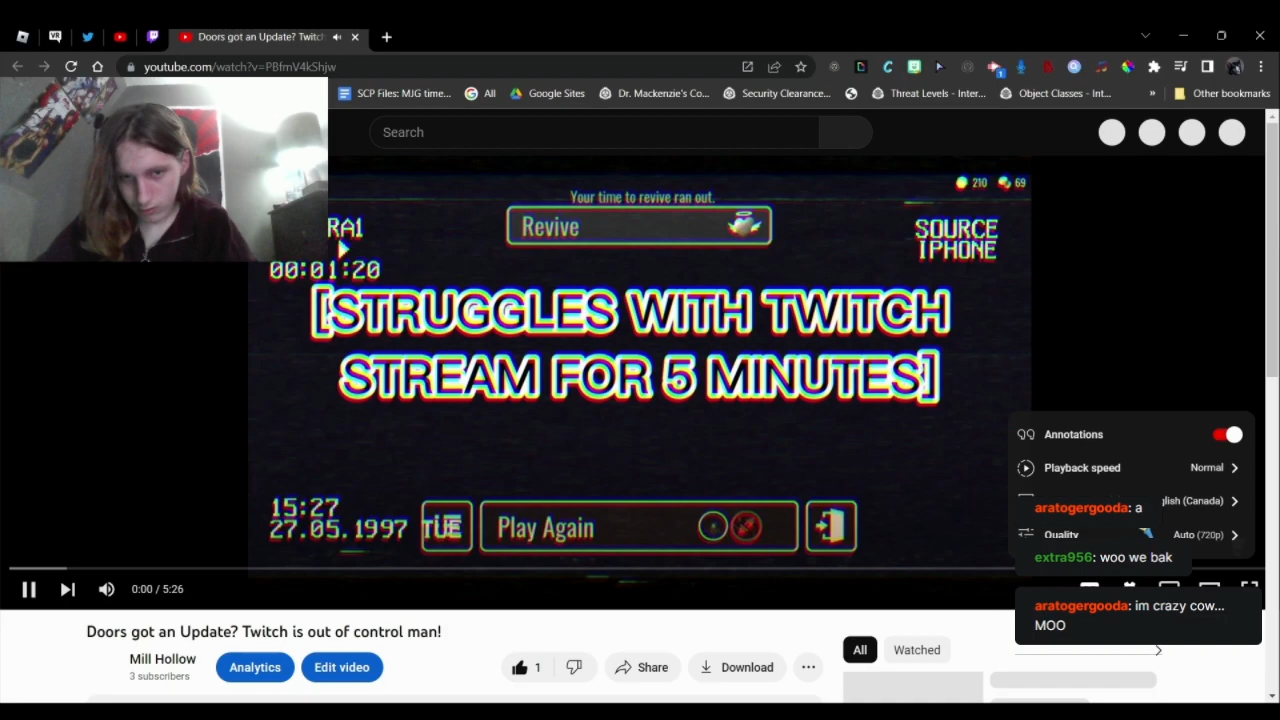 Doors got an Update? Twitch
youtube.com/watch?v=PBfmV4kShjw
SCP Files: MJG time...
All
Google Sites
Dr. Mackenzie's Co...
Security Clearance...
Threat Levels - Inter...
Object Classes - Int...
»
Other bookmarks
Search
210
69
Your time to revive ran out.
Revive
RA1
SOURCE
IPHONE
00:01:20
[STRUGGLES WITH TWITCH
STREAM FOR 5 MINUTES]
15:27
27.05.1997 TUE
Play Again
Annotations
Playback speed
Normal
glish (Canada)
aratogergooda: a
Quality
Auto (720p)
extra956: woo we bak
aratogergooda: im crazy cow...
MOO
0:00 / 5:26
Doors got an Update? Twitch is out of control man!
Mill Hollow
3 subscribers
Analytics
Edit video
1
Share
Download
All
Watched